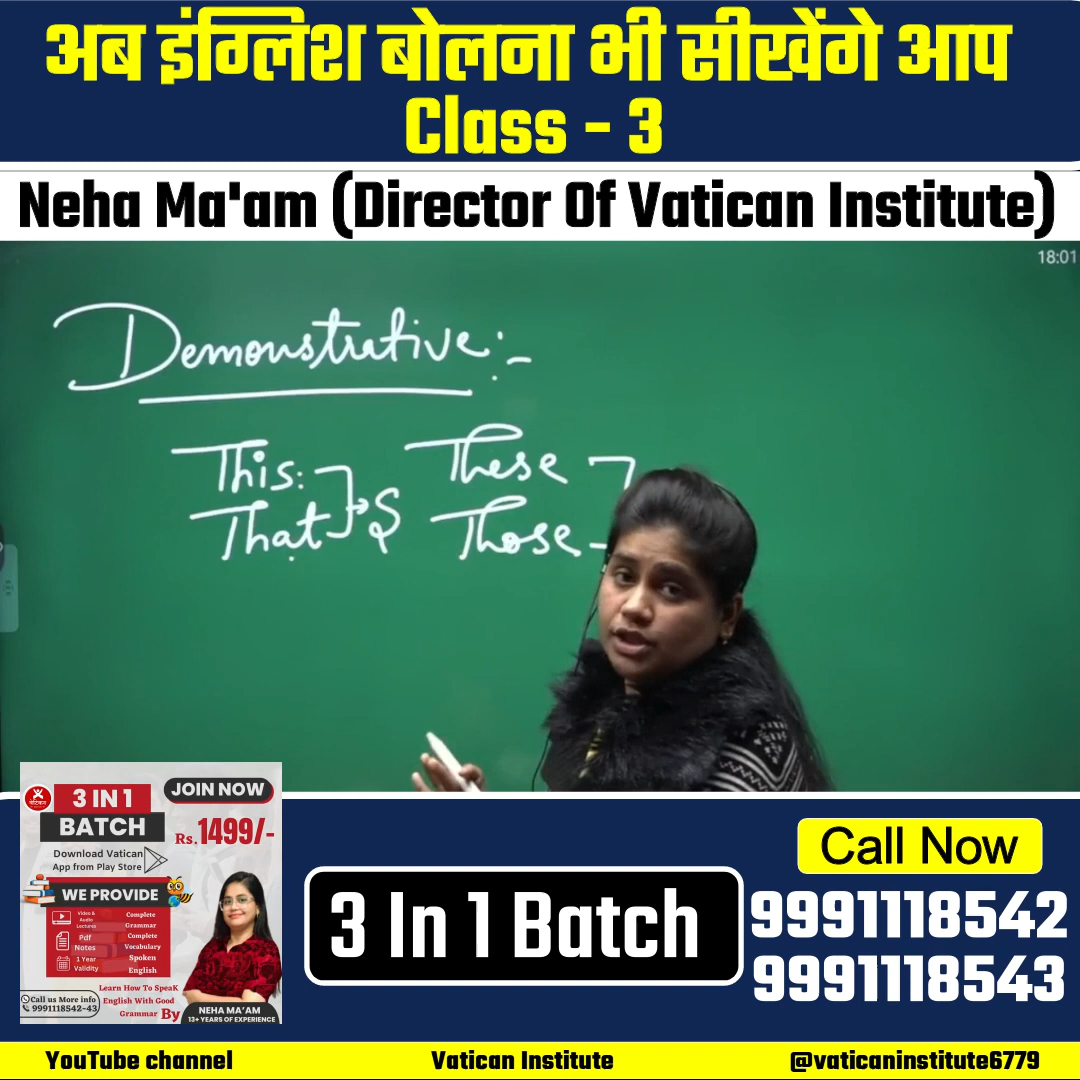 अब इंग्लिश बोलना भी सीखेंगे आप
Class - 3
Neha Ma'am (Director Of Vatican Institute)
18:01
Demonstrative :-
This: These
That S Those
3 IN 1
BATCH
JOIN NOW
Rs. 1499/-
Download Vatican
App from Play Store
WE PROVIDE
Video &
Audio
Lectures
Complete
Grammar
Pdf
Notes
Complete
Vocabulary
1 Year
Validity
Spoken
English
Learn How To SpeaK
English With Good
Grammar By
Call us More info
9991118542-43
NEHA MA'AM
13+ YEARS OF EXPERIENCE
3 In 1 Batch
Call Now
9991118542
9991118543
YouTube channel Vatican Institute @vaticaninstitute6779